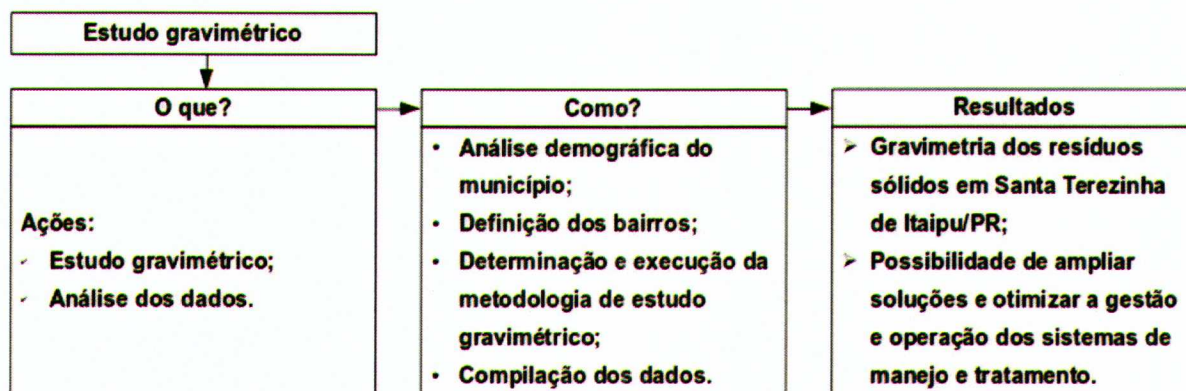 Estudo gravimétrico
O que?
Ações:
✓ Estudo gravimétrico;
✓ Análise dos dados.
Como?
• Análise demográfica do
município;
• Definição dos bairros;
• Determinação e execução da
metodologia de estudo
gravimétrico;
• Compilação dos dados.
Resultados
➢ Gravimetria dos resíduos
sólidos em Santa Terezinha
de Itaipu/PR;
➢ Possibilidade de ampliar
soluções e otimizar a gestão
e operação dos sistemas de
manejo e tratamento.